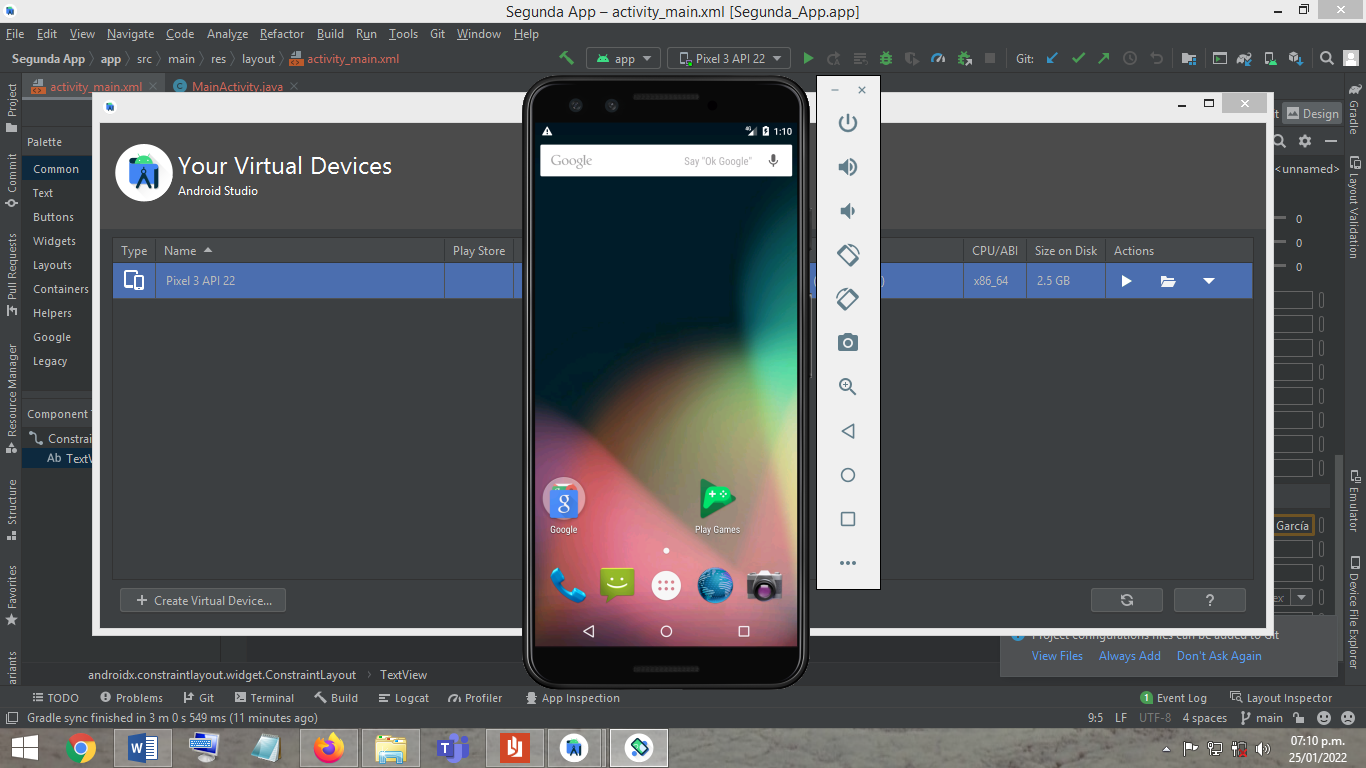 Segunda App – activity_main.xml [Segunda_App.app]
File Edit View Navigate Code Analyze Refactor Build Run Tools Git Window Help
Segunda App app src main res layout activity_main.xml app Pixel 3 API 22 Git:
activity_main.xml MainActivity.java
Project
Commit
Pull Requests
Resource Manager
Structure
Favorites
Palette
Common
Text
Buttons
Widgets
Layouts
Containers
Helpers
Google
Legacy
Your Virtual Devices
Android Studio
Type Name Play Store CPU/ABI Size on Disk Actions
Pixel 3 API 22 x86_64 2.5 GB
Create Virtual Device...
?
4G 1:10
Google Say "Ok Google"
Google Play Games
Design
<unnamed>
0
0
0
García
Gradle
Layout Validation
Emulator
Device File Explorer
Project configurations files can be added to Git
View Files Always Add Don't Ask Again
androidx.constraintlayout.widget.ConstraintLayout TextView
TODO Problems Git Terminal Build Logcat Profiler App Inspection 1 Event Log Layout Inspector
Gradle sync finished in 3 m 0 s 549 ms (11 minutes ago) 9:5 LF UTF-8 4 spaces main
07:10 p.m.
25/01/2022